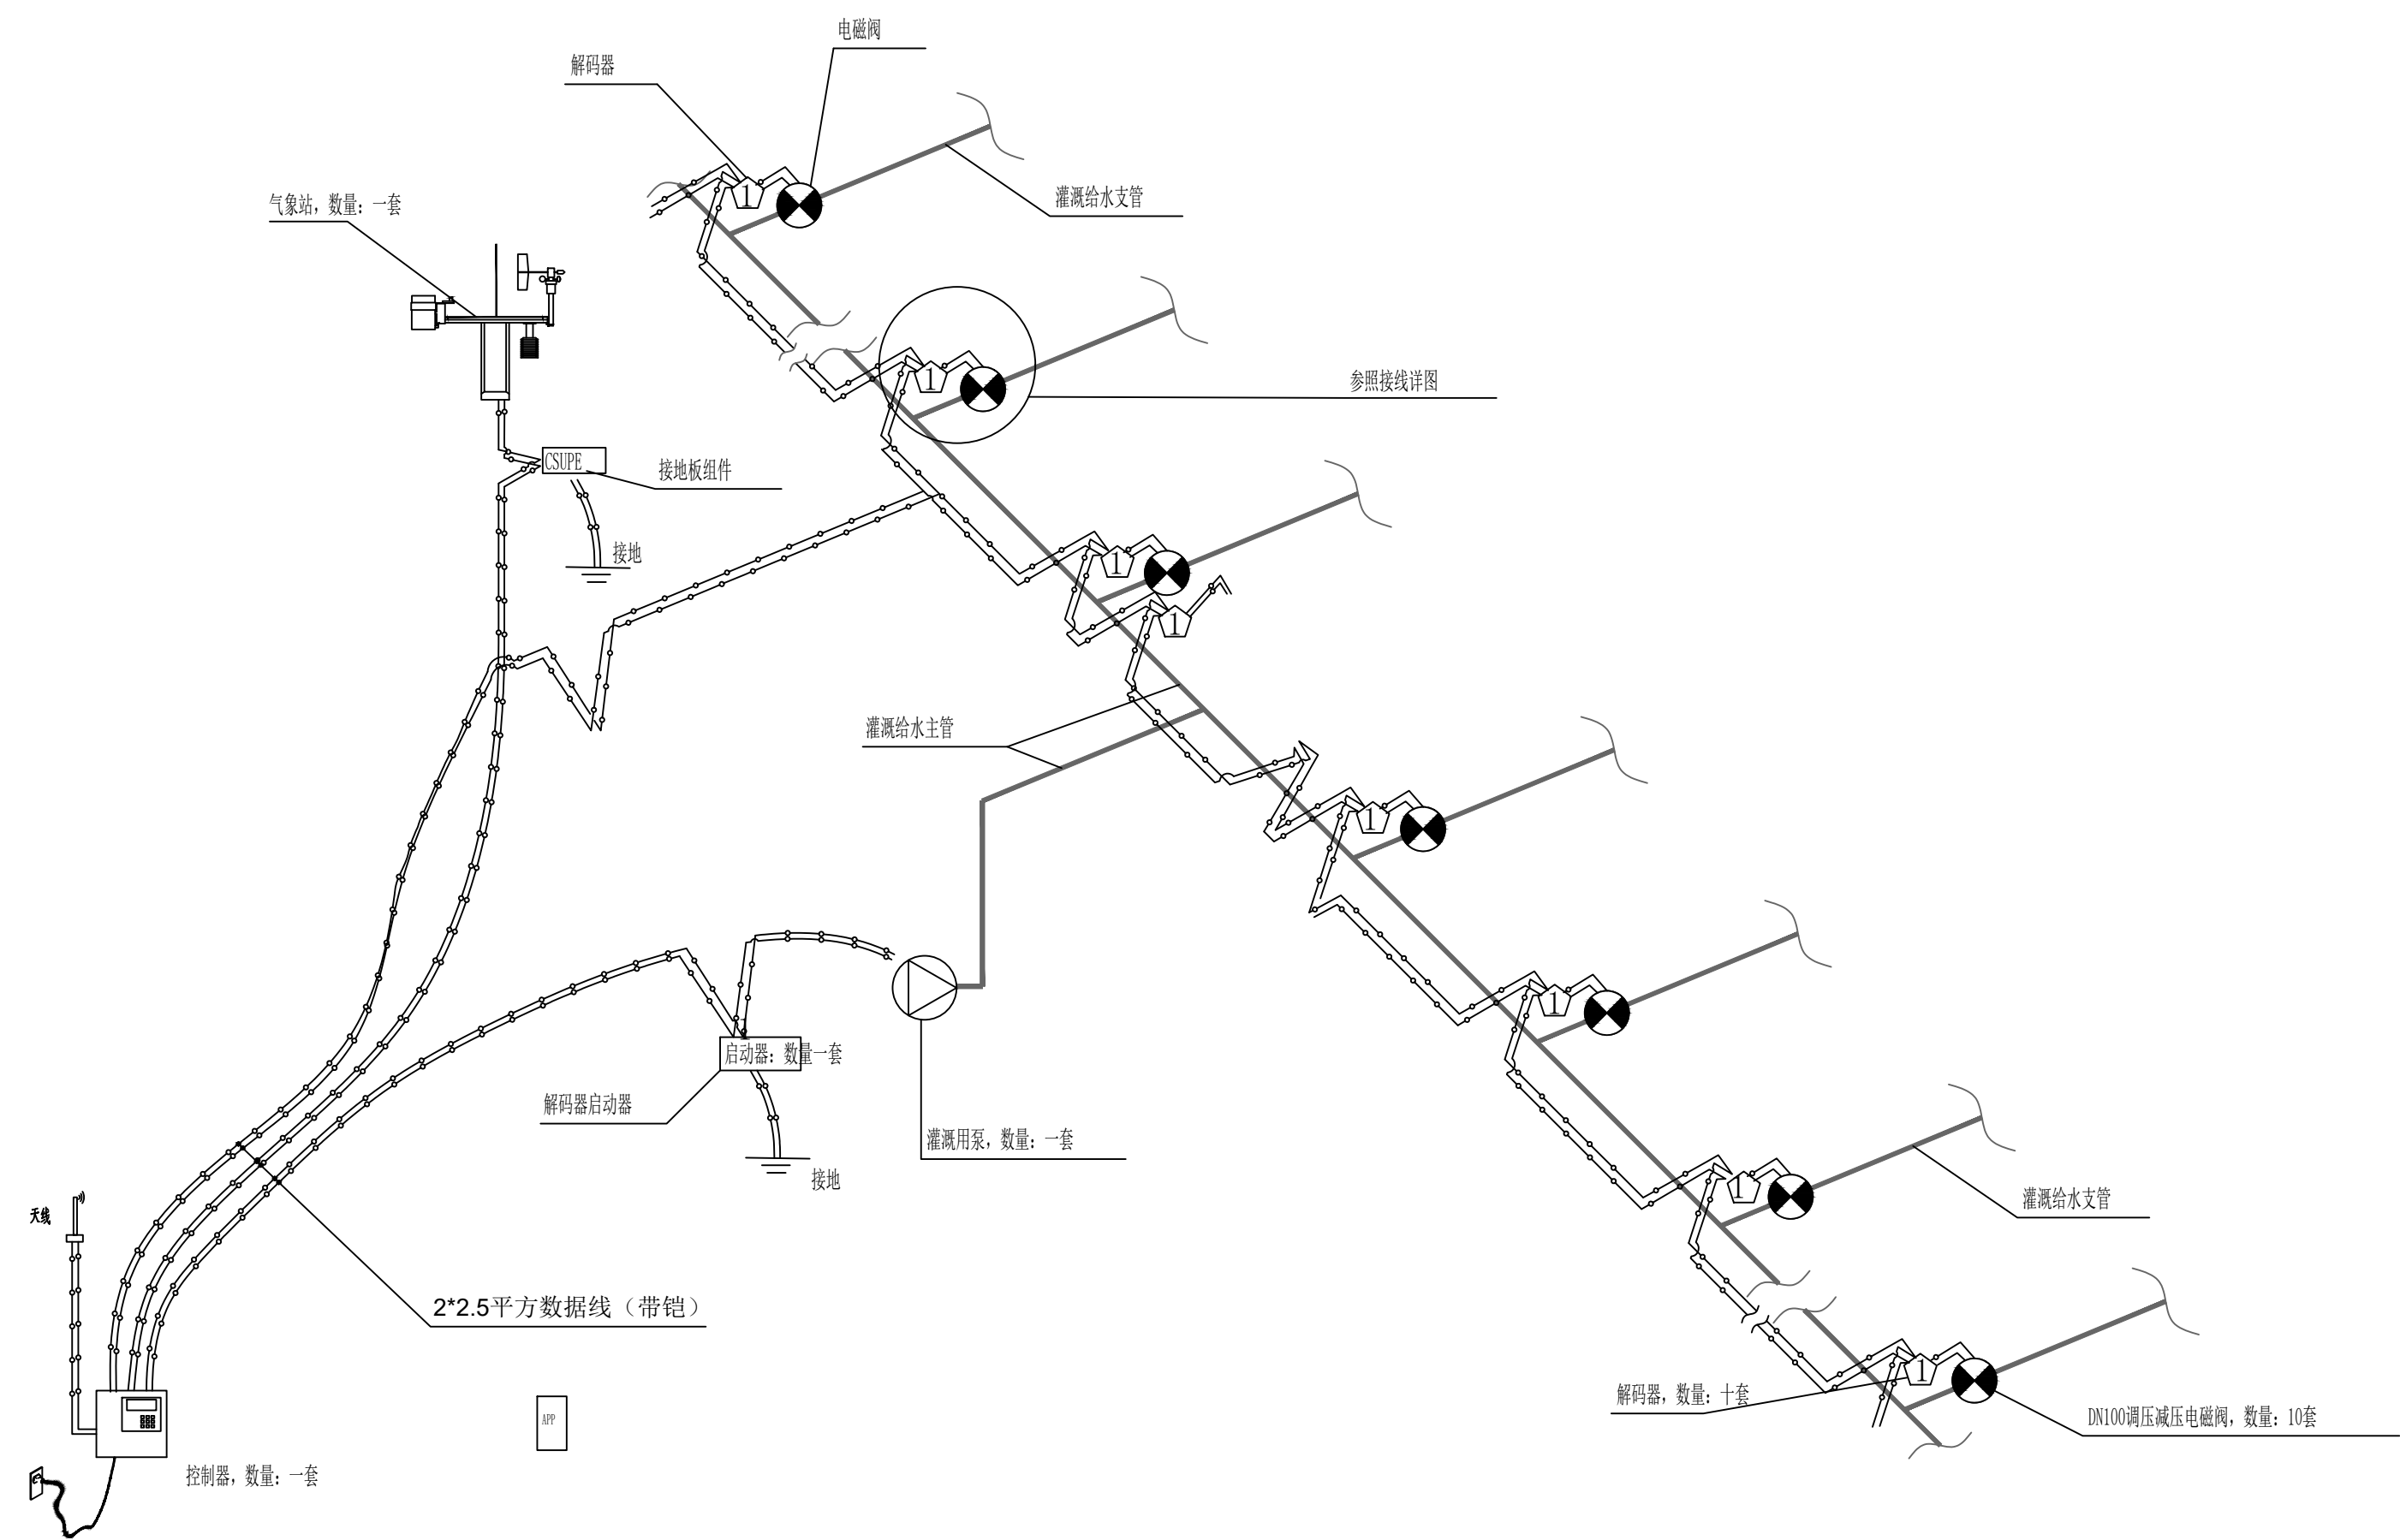 电磁阀
解码器
1
灌溉给水支管
气象站，数量：一套
1
参照接线详图
CSUPE
接地板组件
接地
1
1
灌溉给水主管
1
1
1
启动器：数量一套
解码器启动器
灌溉用泵，数量：一套
接地
1
灌溉给水支管
天线
2*2.5平方数据线（带铠）
1
解码器，数量：十套
APP
DN100调压减压电磁阀，数量：10套
控制器，数量：一套